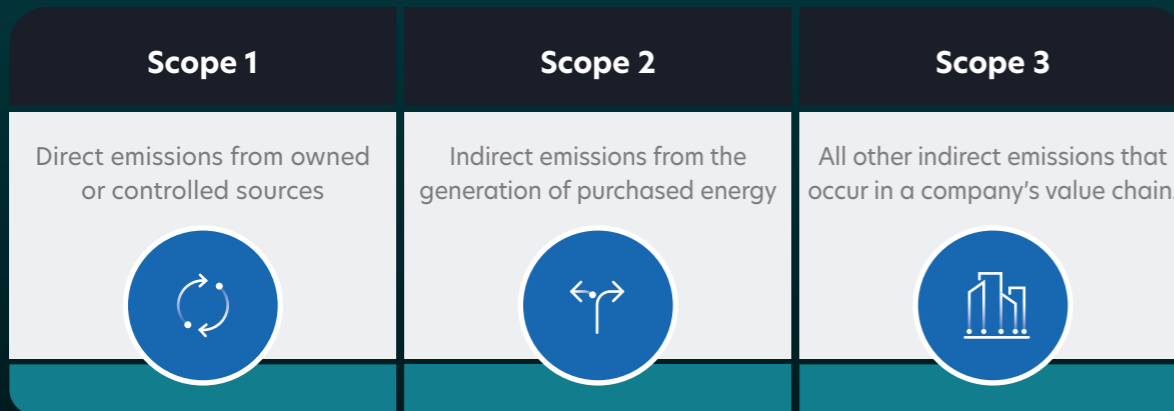 Scope 1
Direct emissions from owned
or controlled sources
Scope 2
Indirect emissions from the
generation of purchased energy
Scope 3
All other indirect emissions that
occur in a company’s value chain.